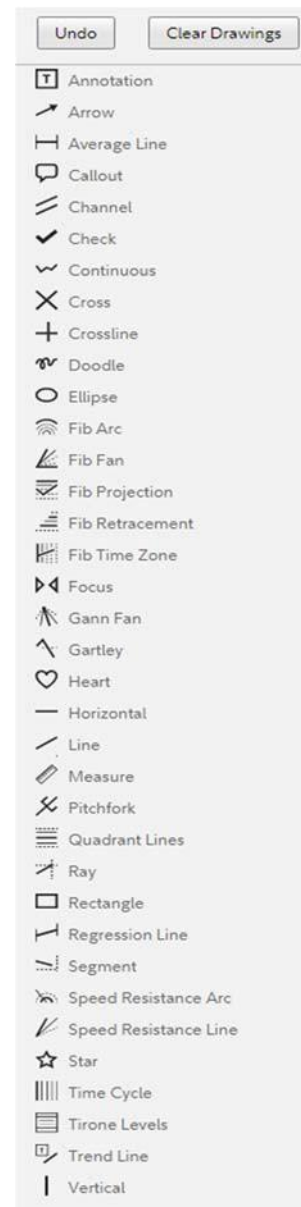 Undo Clear Drawings
Annotation
Arrow
Average Line
Callout
Channel
Check
Continuous
Cross
Crossline
Doodle
Ellipse
Fib Arc
Fib Fan
Fib Projection
Fib Retracement
Fib Time Zone
Focus
Gann Fan
Gartley
Heart
Horizontal
Line
Measure
Pitchfork
Quadrant Lines
Ray
Rectangle
Regression Line
Segment
Speed Resistance Arc
Speed Resistance Line
Star
Time Cycle
Tirone Levels
Trend Line
Vertical